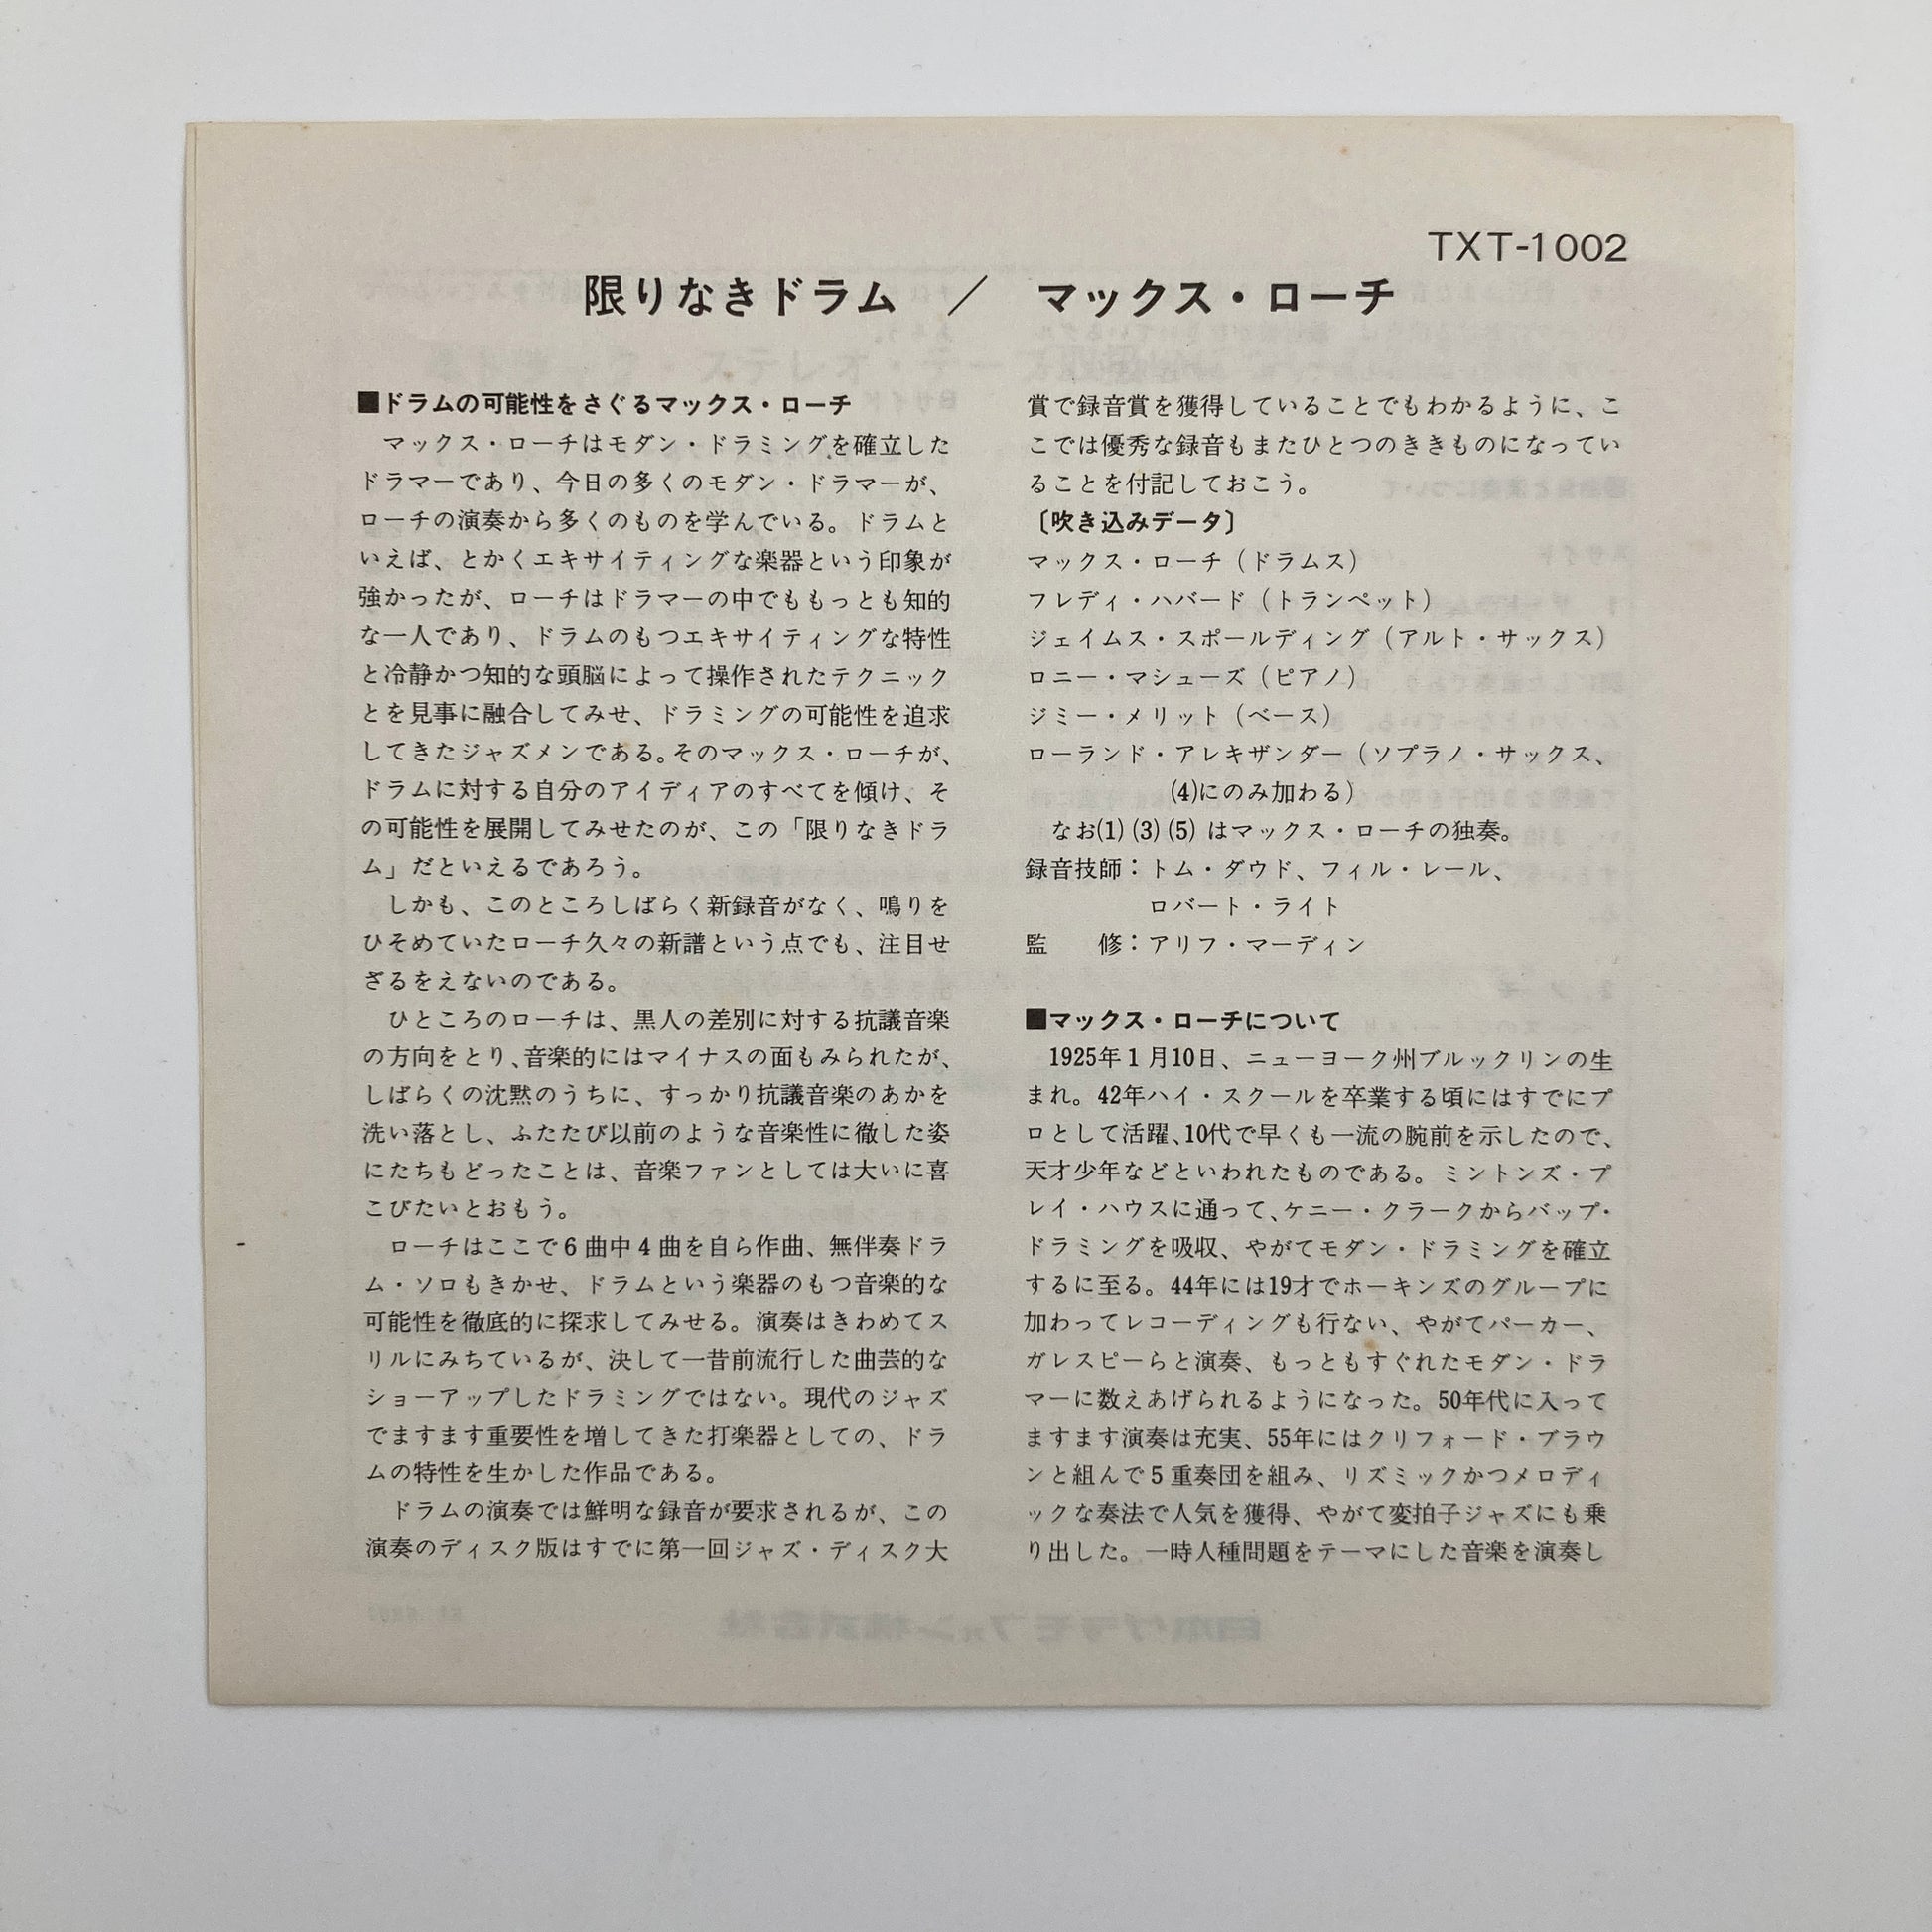 TXT-1002
限りなきドラム ／ マックス・ローチ
■ドラムの可能性をさぐるマックス・ローチ
マックス・ローチはモダン・ドラミングを確立した
ドラマーであり、今日の多くのモダン・ドラマーが、
ローチの演奏から多くのものを学んでいる。ドラムと
いえば、とかくエキサイティングな楽器という印象が
強かったが、ローチはドラマーの中でももっとも知的
な一人であり、ドラムのもつエキサイティングな特性
と冷静かつ知的な頭脳によって操作されたテクニック
とを見事に融合してみせ、ドラミングの可能性を追求
してきたジャズメンである。そのマックス・ローチが、
ドラムに対する自分のアイディアのすべてを傾け、そ
の可能性を展開してみせたのが、この「限りなきドラ
ム」だといえるであろう。
しかも、このところしばらく新録音がなく、鳴りを
ひそめていたローチ久々の新譜という点でも、注目せ
ざるをえないのである。
ひところのローチは、黒人の差別に対する抗議音楽
の方向をとり、音楽的にはマイナスの面もみられたが、
しばらくの沈黙のうちに、すっかり抗議音楽のあかを
洗い落とし、ふたたび以前のような音楽性に徹した姿
にたちもどったことは、音楽ファンとしては大いに喜
こびたいとおもう。
ローチはここで6曲中4曲を自ら作曲、無伴奏ドラ
ム・ソロもきかせ、ドラムという楽器のもつ音楽的な
可能性を徹底的に探求してみせる。演奏はきわめてス
リルにみちているが、決して一昔前流行した曲芸的な
ショーアップしたドラミングではない。現代のジャズ
でますます重要性を増してきた打楽器としての、ドラ
ムの特性を生かした作品である。
ドラムの演奏では鮮明な録音が要求されるが、この
演奏のディスク版はすでに第一回ジャズ・ディスク大
賞で録音賞を獲得していることでもわかるように、こ
こでは優秀な録音もまたひとつのききものになってい
ることを付記しておこう。
〔吹き込みデータ〕
マックス・ローチ（ドラムス）
フレディ・ハバード（トランペット）
ジェイムス・スポールディング（アルト・サックス）
ロニー・マシューズ（ピアノ）
ジミー・メリット（ベース）
ローランド・アレキザンダー（ソプラノ・サックス、
(4)にのみ加わる）
なお(1)(3)(5) はマックス・ローチの独奏。
録音技師：トム・ダウド、フィル・レール、
ロバート・ライト
監　　修：アリフ・マーディン
■マックス・ローチについて
1925年1月10日、ニューヨーク州ブルックリンの生
まれ。42年ハイ・スクールを卒業する頃にはすでにプ
ロとして活躍、10代で早くも一流の腕前を示したので、
天才少年などといわれたものである。ミントンズ・プ
レイ・ハウスに通って、ケニー・クラークからバップ・
ドラミングを吸収、やがてモダン・ドラミングを確立
するに至る。44年には19才でホーキンズのグループに
加わってレコーディングも行ない、やがてパーカー、
ガレスピーらと演奏、もっともすぐれたモダン・ドラ
マーに数えあげられるようになった。50年代に入って
ますます演奏は充実、55年にはクリフォード・ブラウ
ンと組んで5重奏団を組み、リズミックかつメロディ
ックな奏法で人気を獲得、やがて変拍子ジャズにも乗
り出した。一時人種問題をテーマにした音楽を演奏し